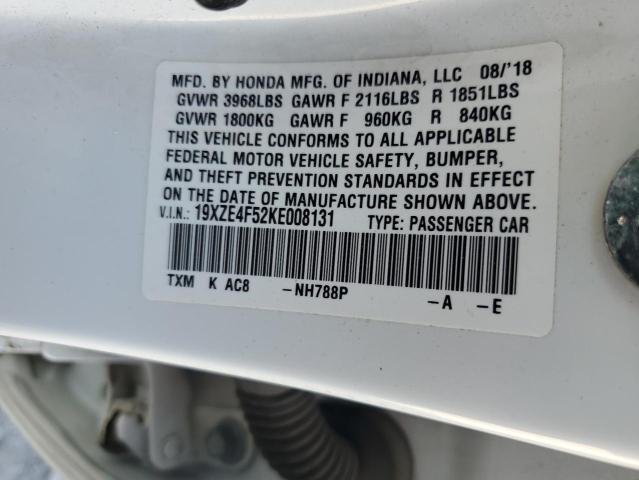 MFD. BY HONDA MFG. OF INDIANA, LLC 08/'18
GVWR 3968LBS GAWR F 2116LBS R 1851LBS
GVWR 1800KG GAWR F 960KG R 840KG
THIS VEHICLE CONFORMS TO ALL APPLICABLE
FEDERAL MOTOR VEHICLE SAFETY, BUMPER,
AND THEFT PREVENTION STANDARDS IN EFFECT
ON THE DATE OF MANUFACTURE SHOWN ABOVE.
V.I.N.: 19XZE4F52KE008131 TYPE: PASSENGER CAR
TXM K AC8 -NH788P -A -E